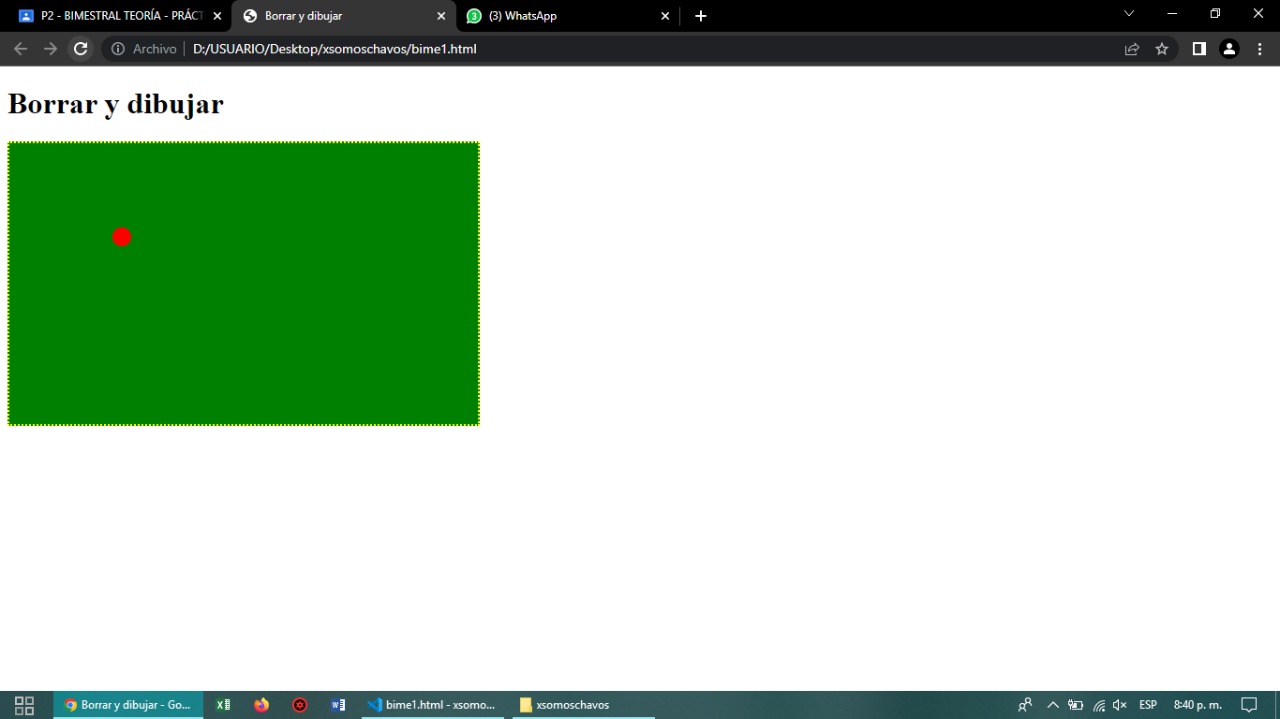 P2 - BIMESTRAL TEORÍA - PRÁCT
Borrar y dibujar
(3) WhatsApp
Archivo
D:/USUARIO/Desktop/xsomoschavos/bime1.html
Borrar y dibujar
Borrar y dibujar - Go...
bime1.html - xsomo...
xsomoschavos
ESP
8:40 p. m.